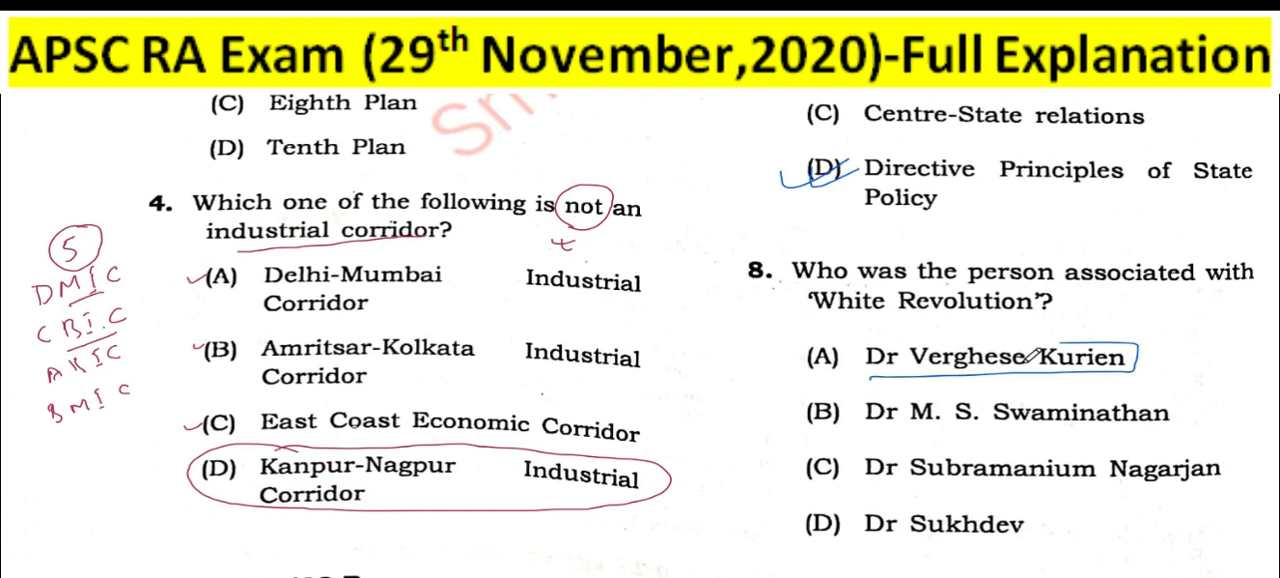 APSC RA Exam (29th November,2020)-Full Explanation
(C) Eighth Plan
(D) Tenth Plan
4. Which one of the following is not an
industrial corridor?
(A) Delhi-Mumbai Industrial
Corridor
(B) Amritsar-Kolkata Industrial
Corridor
(C) East Coast Economic Corridor
(D) Kanpur-Nagpur Industrial
Corridor
5
DMIC
CBIC
AKIC
BMIC
(C) Centre-State relations
(D) Directive Principles of State
Policy
8. Who was the person associated with
‘White Revolution’?
(A) Dr Verghese Kurien
(B) Dr M. S. Swaminathan
(C) Dr Subramanium Nagarjan
(D) Dr Sukhdev